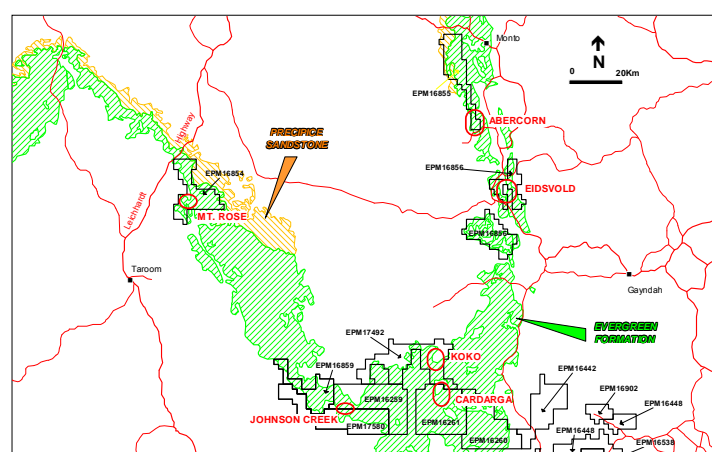 Monto
N
0 20Km
EPM16855
ABERCORN
Highway
PRECIPICE
SANDSTONE
EPM16856
EPM16854
EIDSVOLD
MT. ROSE
Leichhardt
EPM16856
Taroom
Gayndah
EVERGREEN
FORMATION
EPM17492
KOKO
EPM16859
EPM16442
EPM16902
CARDARGA
EPM16259
EPM16448
JOHNSON CREEK
EPM16261
EPM17580
EPM16448
EPM16260
EPM16538